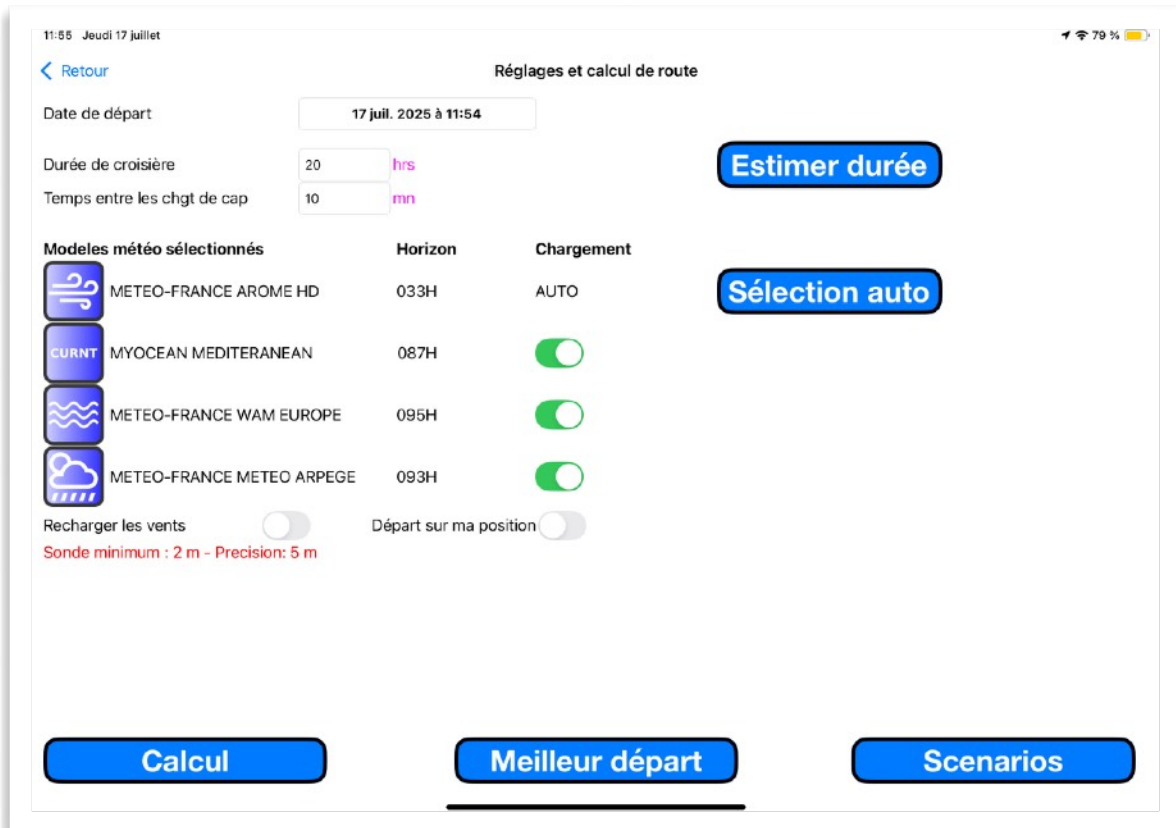 11:55 Jeudi 17 juillet 79 %
Retour Réglages et calcul de route
Date de départ 17 juil. 2025 à 11:54
Durée de croisière 20 hrs Estimer durée
Temps entre les chgt de cap 10 mn
Modeles météo sélectionnés Horizon Chargement
METEO-FRANCE AROME HD 033H AUTO Sélection auto
CURNT MYOCEAN MEDITERANEAN 087H
METEO-FRANCE WAM EUROPE 095H
METEO-FRANCE METEO ARPEGE 093H
Recharger les vents Départ sur ma position
Sonde minimum : 2 m - Precision: 5 m
Calcul Meilleur départ Scenarios